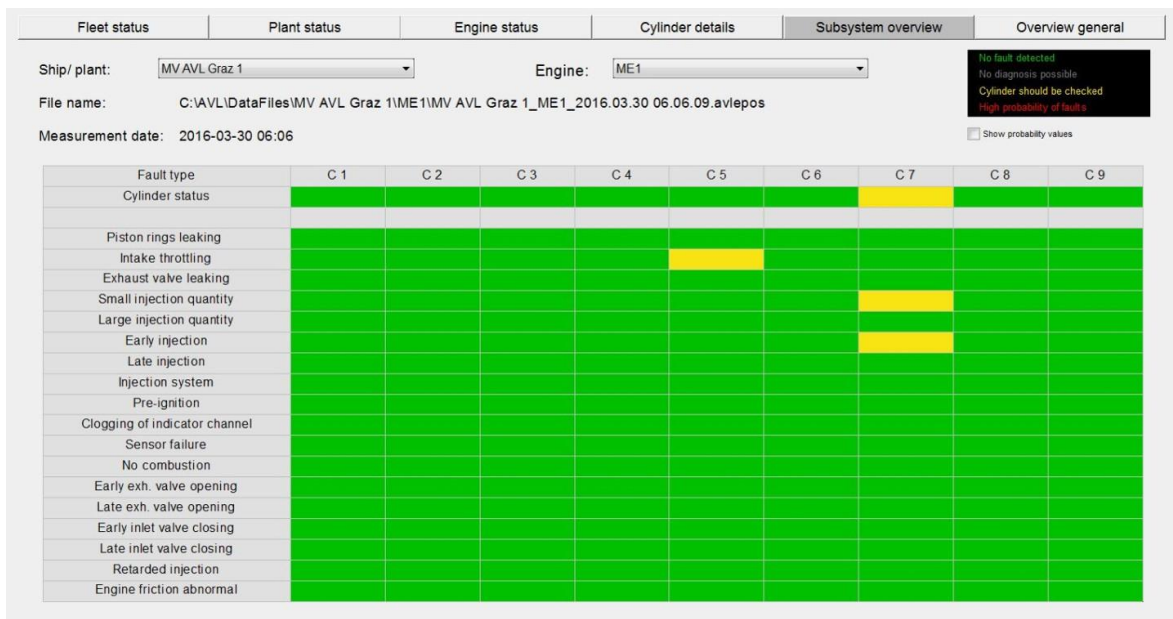 Fleet status Plant status Engine status Cylinder details Subsystem overview Overview general
Ship/ plant: MV AVL Graz 1 Engine: ME1
No fault detected
No diagnosis possible
Cylinder should be checked
High probability of faults
File name: C:\AVL\DataFiles\MV AVL Graz 1\ME1\MV AVL Graz 1_ME1_2016.03.30 06.06.09.avlepos
Measurement date: 2016-03-30 06:06
Show probability values
Fault type C 1 C 2 C 3 C 4 C 5 C 6 C 7 C 8 C 9
Cylinder status
Piston rings leaking
Intake throttling
Exhaust valve leaking
Small injection quantity
Large injection quantity
Early injection
Late injection
Injection system
Pre-ignition
Clogging of indicator channel
Sensor failure
No combustion
Early exh. valve opening
Late exh. valve opening
Early inlet valve closing
Late inlet valve closing
Retarded injection
Engine friction abnormal